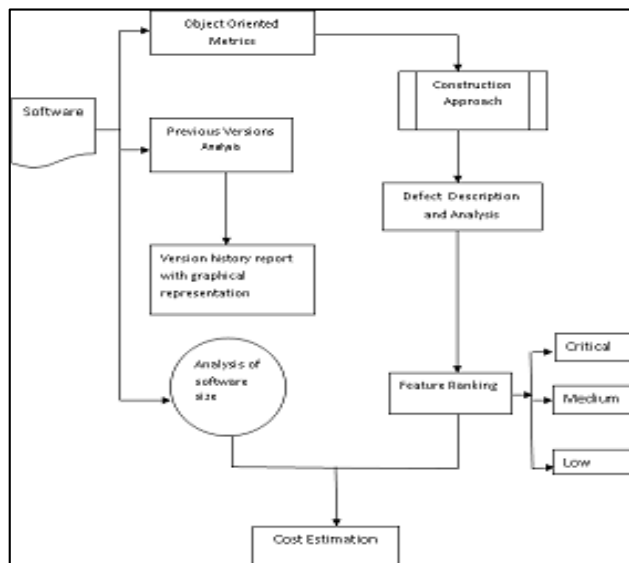 Object Oriented
Metrics
Construction
Approach
Software
Previous Versions
Analysis
Defect Description
and Analysis
Version history report
with graphical
representation
Analysis of
software
size
Feature Ranking
Critical
Medium
Low
Cost Estimation